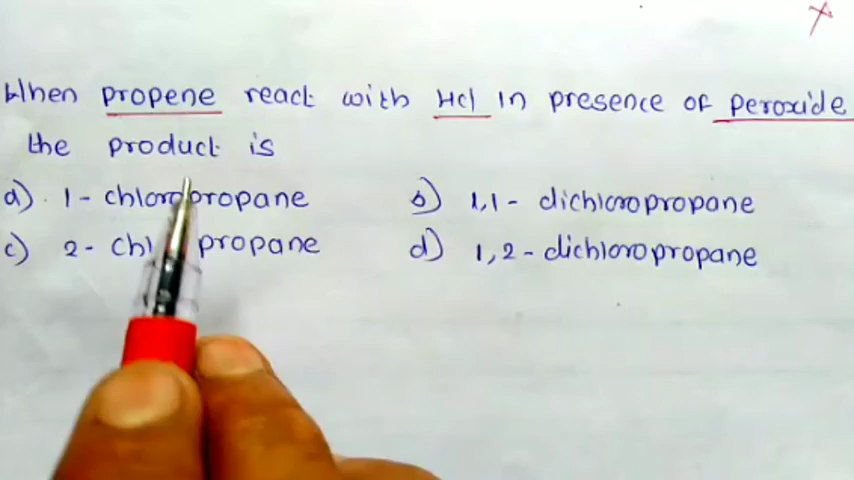 When propene react with HCl in presence of peroxide
the product is
a) 1 - chloropropane b) 1,1 - dichloropropane
c) 2 - propane d) 1,2 - dichloropropane